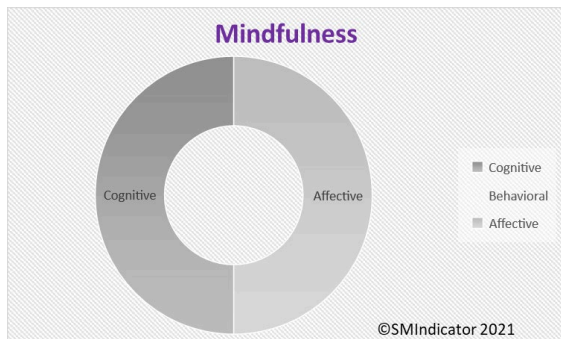 Mindfulness
Cognitive
Affective
Cognitive
Behavioral
Affective
©SMIndicator 2021